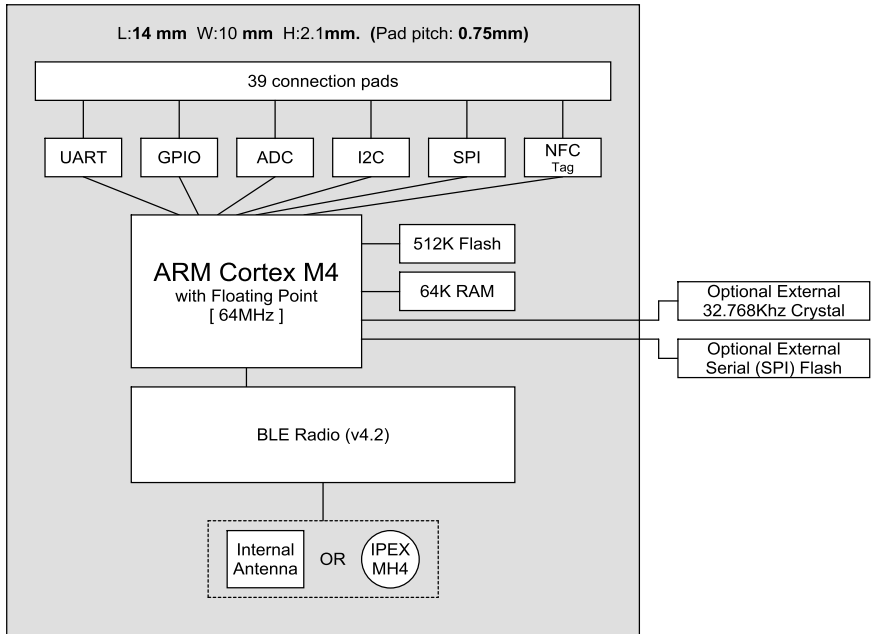 L:14 mm W:10 mm H:2.1mm. (Pad pitch: 0.75mm)
39 connection pads
UART GPIO ADC I2C SPI NFC
Tag
ARM Cortex M4
with Floating Point
[ 64MHz ]
512K Flash
64K RAM
Optional External
32.768Khz Crystal
Optional External
Serial (SPI) Flash
BLE Radio (v4.2)
Internal
Antenna
OR
IPEX
MH4